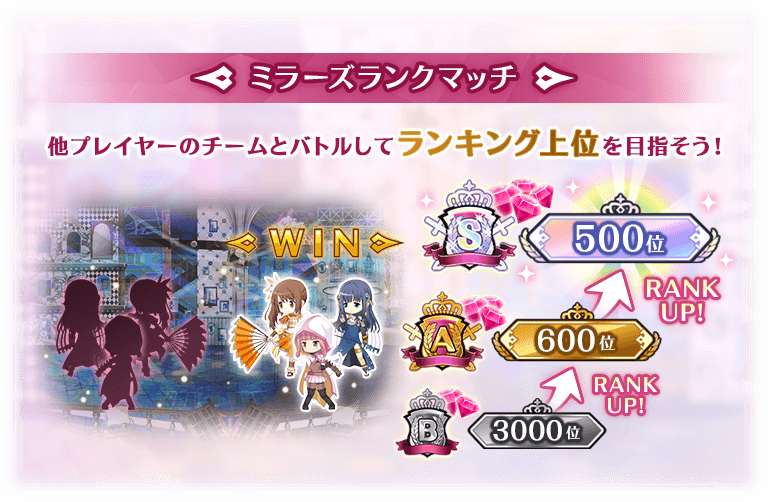 ミラーズランクマッチ
他プレイヤーのチームとバトルしてランキング上位を目指そう！
WIN
S
500位
RANK
UP!
A
600位
RANK
UP!
B
3000位